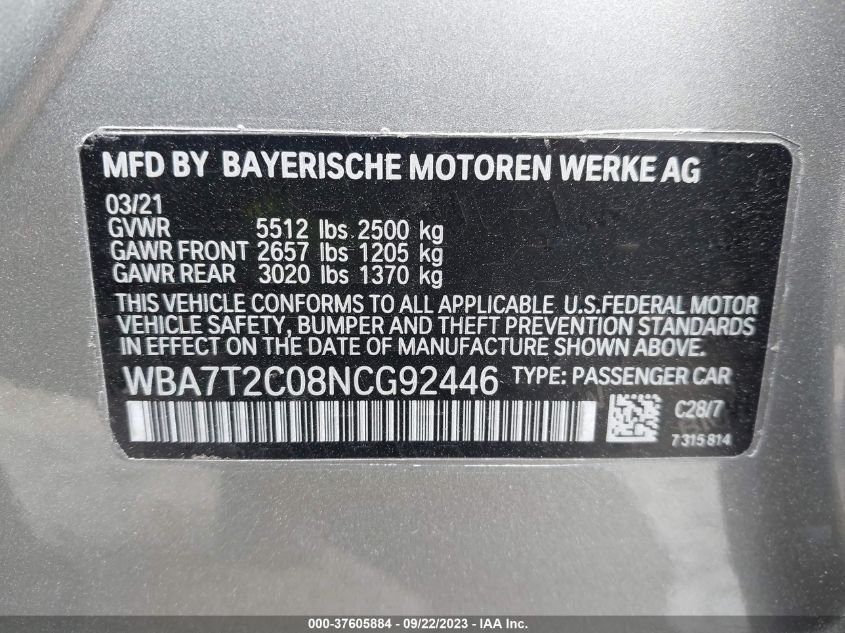 MFD BY BAYERISCHE MOTOREN WERKE AG
03/21
GVWR 5512 lbs 2500 kg
GAWR FRONT 2657 lbs 1205 kg
GAWR REAR 3020 lbs 1370 kg
THIS VEHICLE CONFORMS TO ALL APPLICABLE U.S.FEDERAL MOTOR
VEHICLE SAFETY, BUMPER AND THEFT PREVENTION STANDARDS
IN EFFECT ON THE DATE OF MANUFACTURE SHOWN ABOVE.
WBA7T2C08NCG92446 TYPE: PASSENGER CAR
C28/7
7 315 814
000-37605884 / 09/22/2023 - IAA Inc.